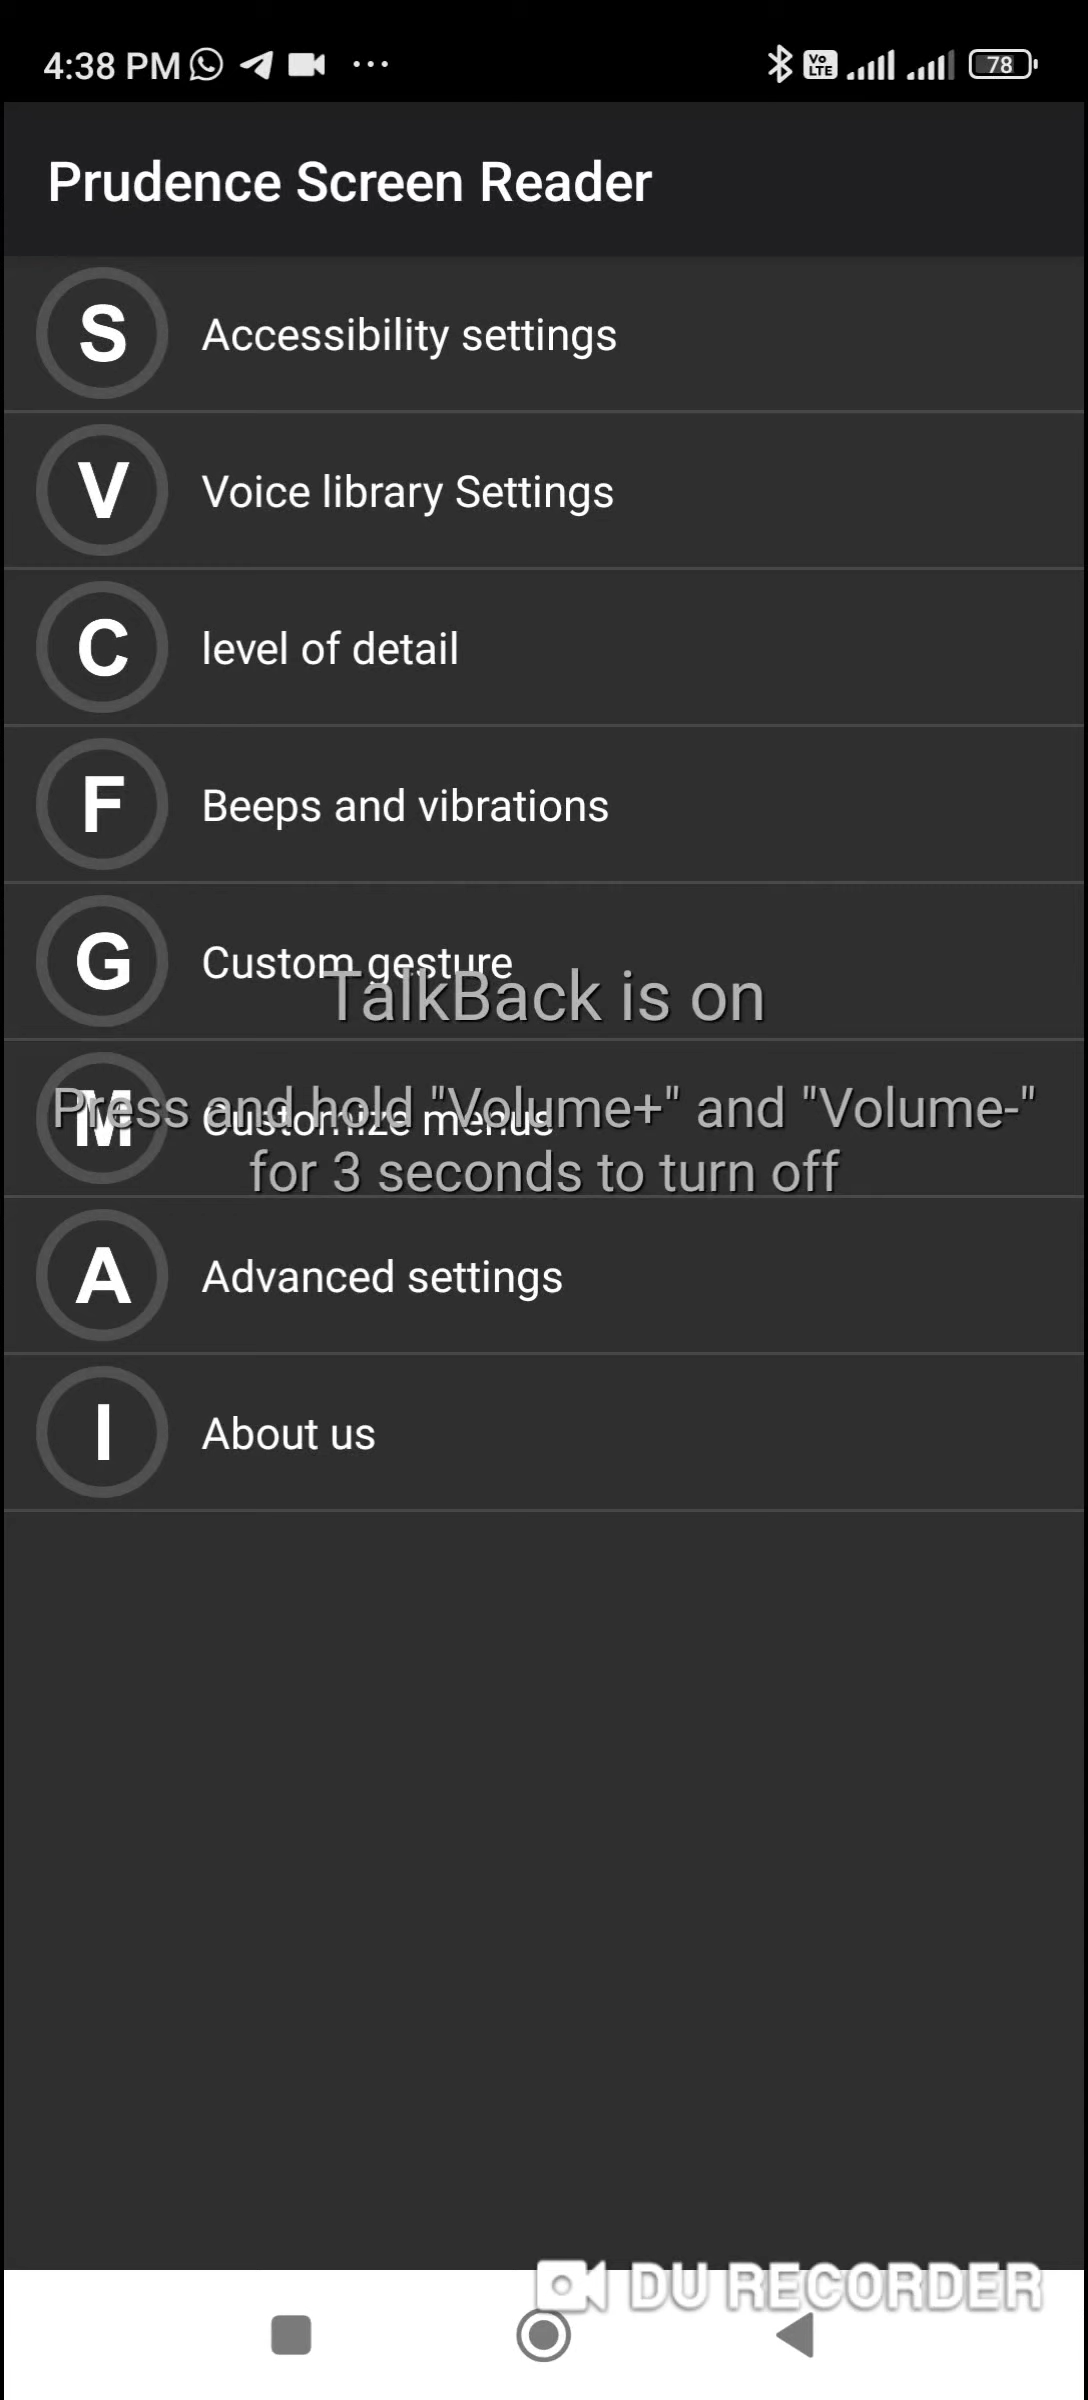 4:38 PM
Vo
LTE
78
Prudence Screen Reader
S
Accessibility settings
V
Voice library Settings
C
level of detail
F
Beeps and vibrations
G
Custom gesture
TalkBack is on
M
Customize menus
Press and hold "Volume+" and "Volume-"
for 3 seconds to turn off
A
Advanced settings
I
About us
DU RECORDER